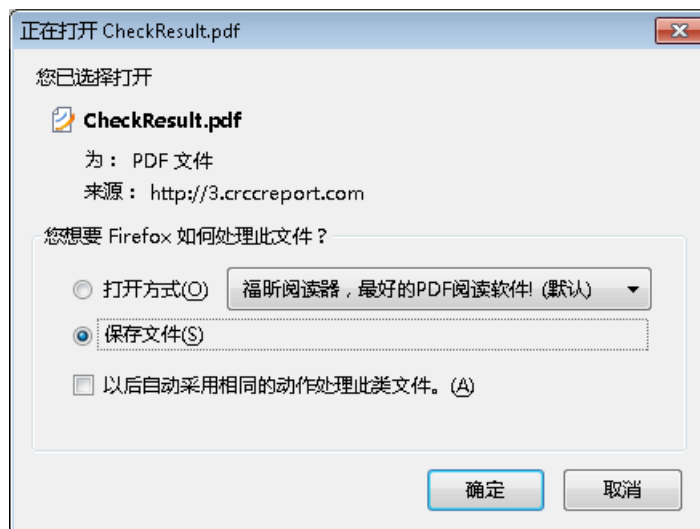 正在打开 CheckResult.pdf
您已选择打开
CheckResult.pdf
为： PDF 文件
来源： http://3.crccreport.com
您想要 Firefox 如何处理此文件？
打开方式(O) 福昕阅读器，最好的PDF阅读软件! (默认)
保存文件(S)
以后自动采用相同的动作处理此类文件。(A)
确定 取消